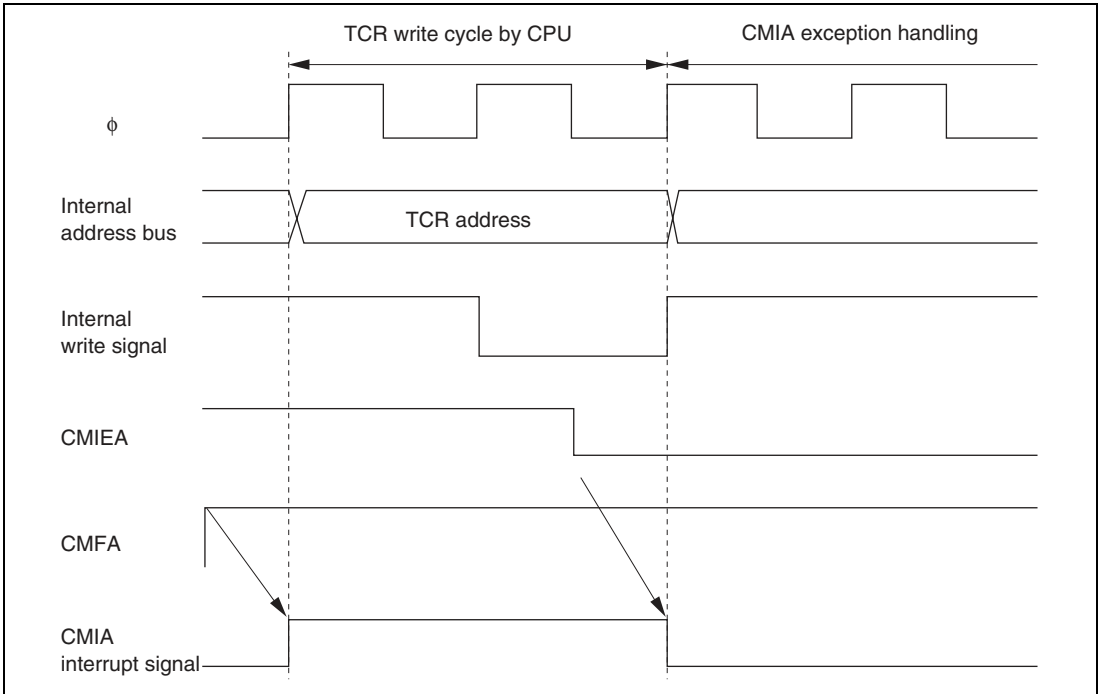 TCR write cycle by CPU
CMIA exception handling
ϕ
Internal
address bus
TCR address
Internal
write signal
CMIEA
CMFA
CMIA
interrupt signal